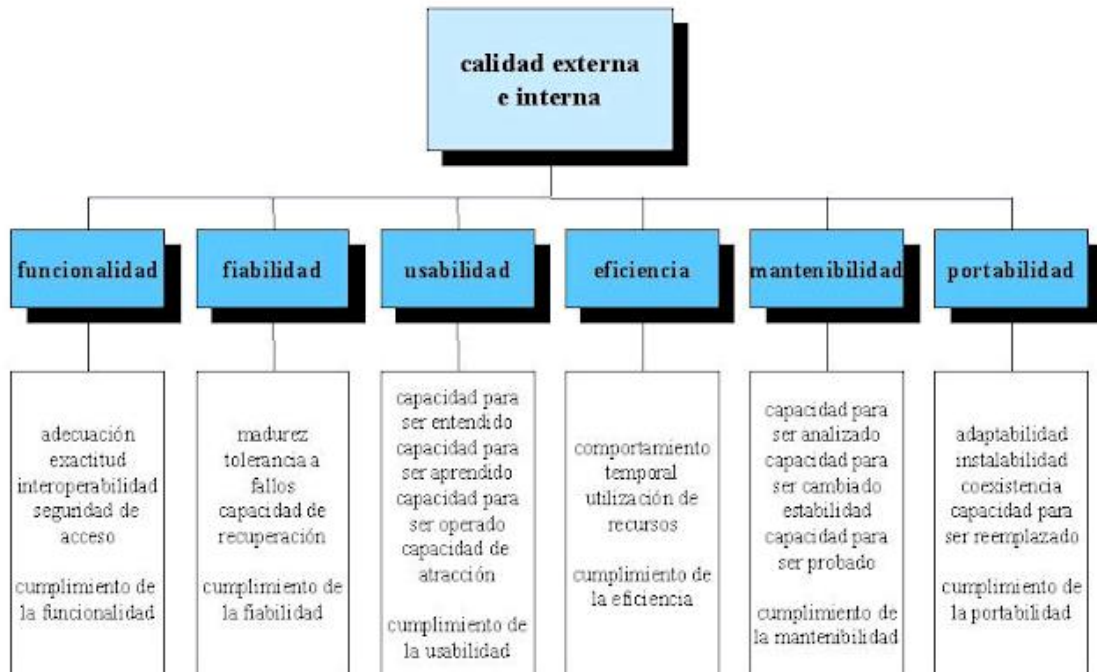 calidad externa
e interna
funcionalidad
fiabilidad
usabilidad
eficiencia
mantenibilidad
portabilidad
adecuación
exactitud
interoperabilidad
seguridad de
acceso
cumplimiento de
la funcionalidad
madurez
tolerancia a
fallos
capacidad de
recuperación
cumplimiento de
la fiabilidad
capacidad para
ser entendido
capacidad para
ser aprendido
capacidad para
ser operado
capacidad de
atracción
cumplimiento de
la usabilidad
comportamiento
temporal
utilización de
recursos
cumplimiento de
la eficiencia
capacidad para
ser analizado
capacidad para
ser cambiado
estabilidad
capacidad para
ser probado
cumplimiento de
la mantenibilidad
adaptabilidad
instalabilidad
coexistencia
capacidad para
ser reemplazado
cumplimiento de
la portabilidad